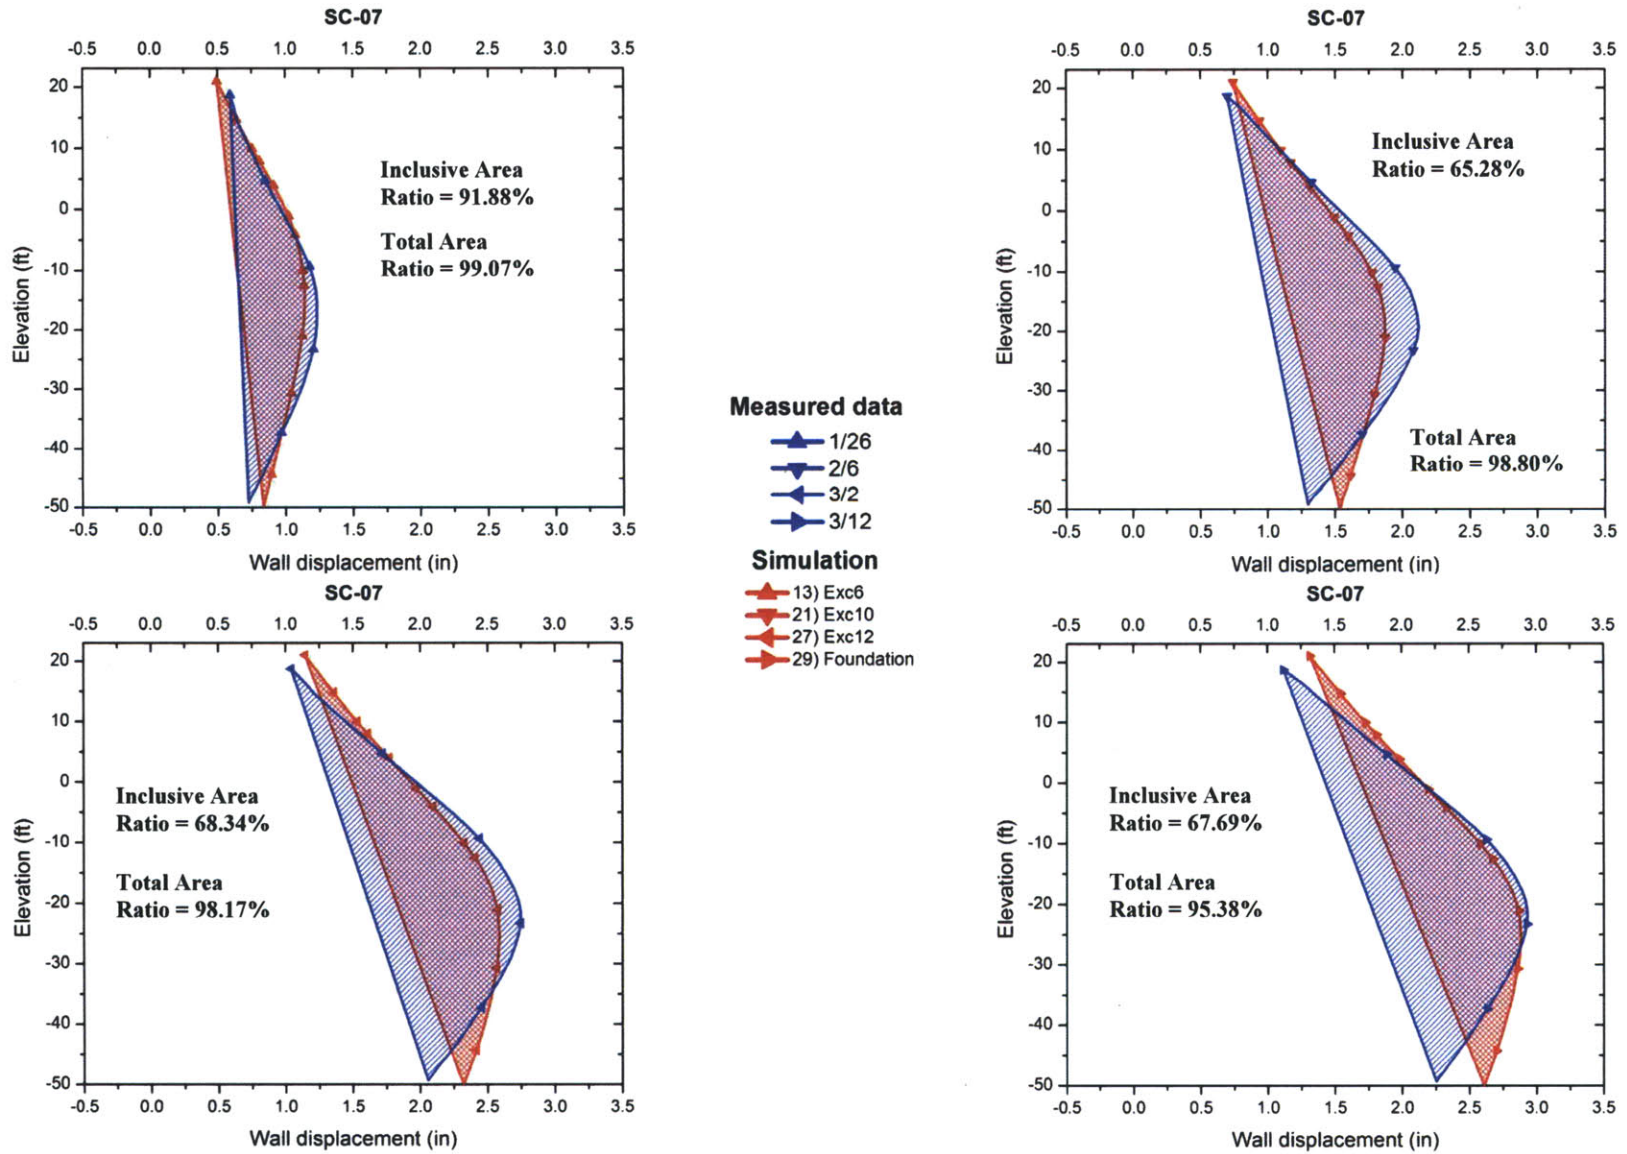 SC-07
-0.5 0.0 0.5 1.0 1.5 2.0 2.5 3.0 3.5
20
10
0
-10
-20
-30
-40
-50
Elevation (ft)
Inclusive Area
Ratio = 91.88%
Total Area
Ratio = 99.07%
-0.5 0.0 0.5 1.0 1.5 2.0 2.5 3.0 3.5
Wall displacement (in)
SC-07
-0.5 0.0 0.5 1.0 1.5 2.0 2.5 3.0 3.5
20
10
0
-10
-20
-30
-40
-50
Elevation (ft)
Inclusive Area
Ratio = 65.28%
Total Area
Ratio = 98.80%
-0.5 0.0 0.5 1.0 1.5 2.0 2.5 3.0 3.5
Wall displacement (in)
Measured data
1/26
2/6
3/2
3/12
Simulation
13) Exc6
21) Exc10
27) Exc12
29) Foundation
SC-07
-0.5 0.0 0.5 1.0 1.5 2.0 2.5 3.0 3.5
20
10
0
-10
-20
-30
-40
-50
Elevation (ft)
Inclusive Area
Ratio = 68.34%
Total Area
Ratio = 98.17%
-0.5 0.0 0.5 1.0 1.5 2.0 2.5 3.0 3.5
Wall displacement (in)
SC-07
-0.5 0.0 0.5 1.0 1.5 2.0 2.5 3.0 3.5
20
10
0
-10
-20
-30
-40
-50
Elevation (ft)
Inclusive Area
Ratio = 67.69%
Total Area
Ratio = 95.38%
-0.5 0.0 0.5 1.0 1.5 2.0 2.5 3.0 3.5
Wall displacement (in)